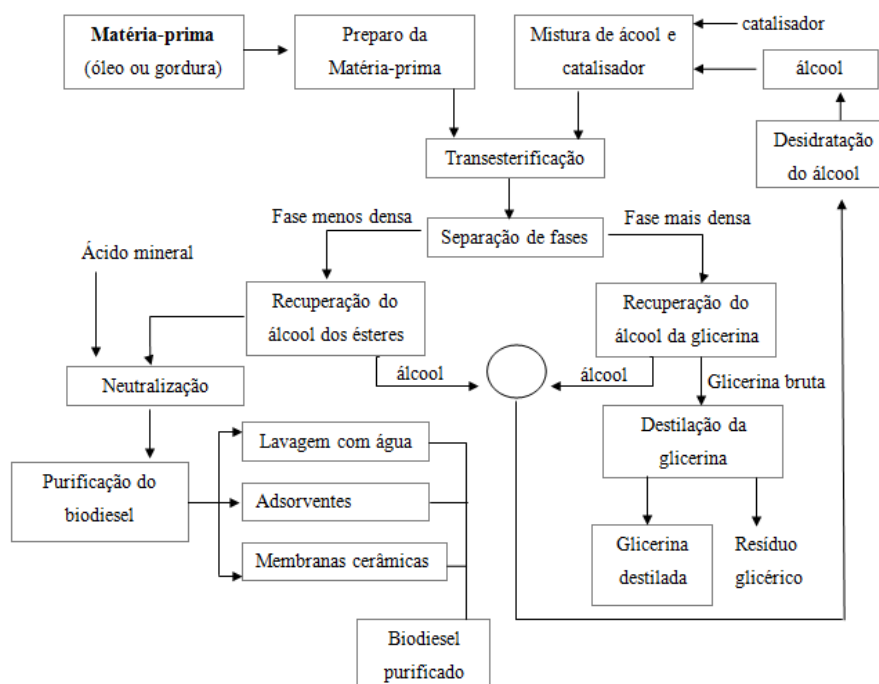 Matéria-prima
(óleo ou gordura)
Preparo da
Matéria-prima
Mistura de ácool e
catalisador
catalisador
álcool
Desidratação
do álcool
Transesterificação
Fase menos densa
Separação de fases
Fase mais densa
Ácido mineral
Recuperação do
álcool dos ésteres
Recuperação do
álcool da glicerina
álcool
álcool
Glicerina bruta
Neutralização
Destilação da
glicerina
Purificação do
biodiesel
Lavagem com água
Adsorventes
Membranas cerâmicas
Glicerina
destilada
Resíduo
glicérico
Biodiesel
purificado